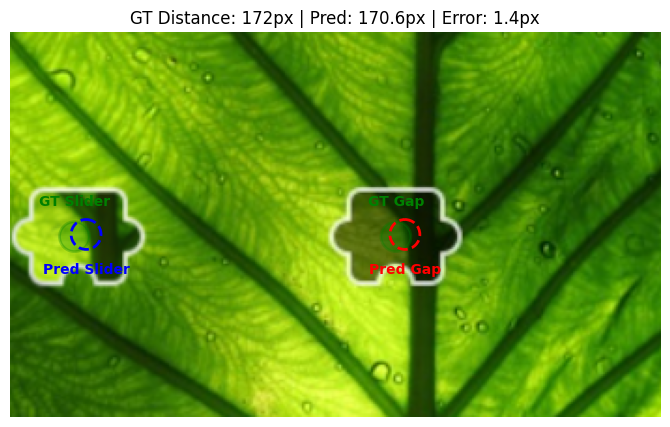 GT Distance: 172px | Pred: 170.6px | Error: 1.4px
GT Slider
GT Gap
Pred Slider
Pred Gap